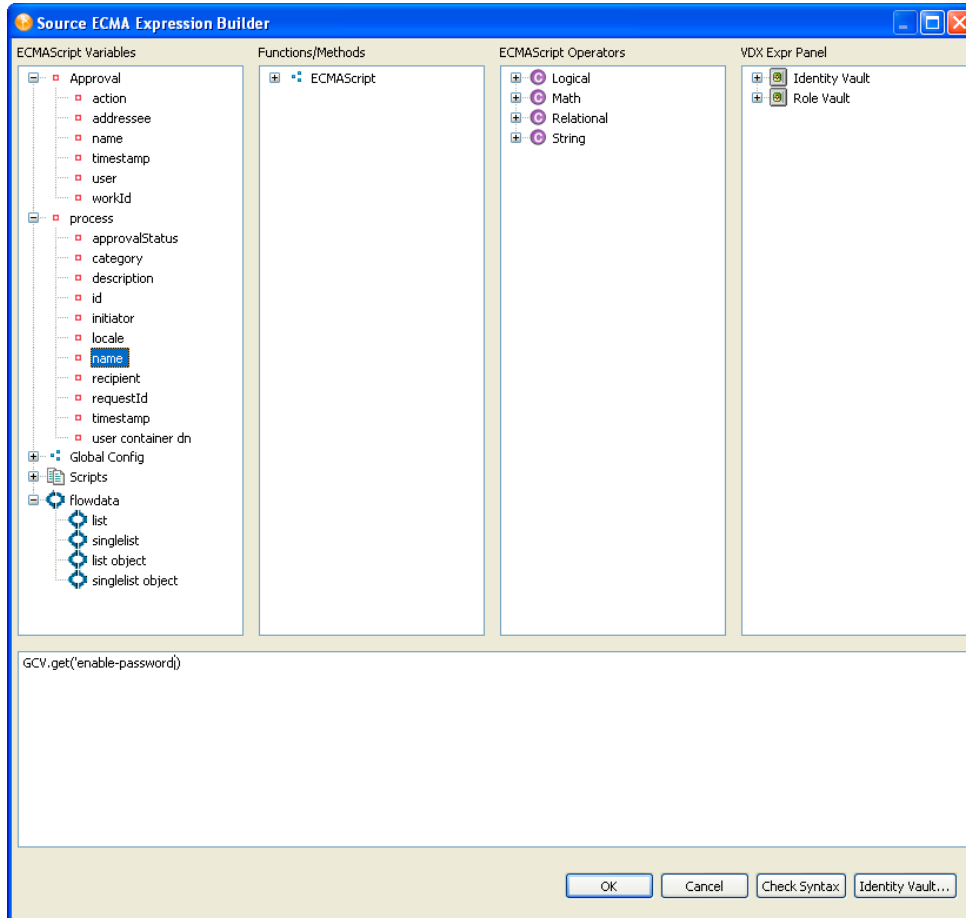 Source ECMA Expression Builder
ECMAScript Variables
Functions/Methods
ECMAScript Operators
VDX Expr Panel
Approval
action
addressee
name
timestamp
user
workId
process
approvalStatus
category
description
id
initiator
locale
name
recipient
requestId
timestamp
user container dn
Global Config
Scripts
flowdata
list
singlelist
list object
singlelist object
ECMAScript
Logical
Math
Relational
String
Identity Vault
Role Vault
GCV.get('enable-password')
OK
Cancel
Check Syntax
Identity Vault...